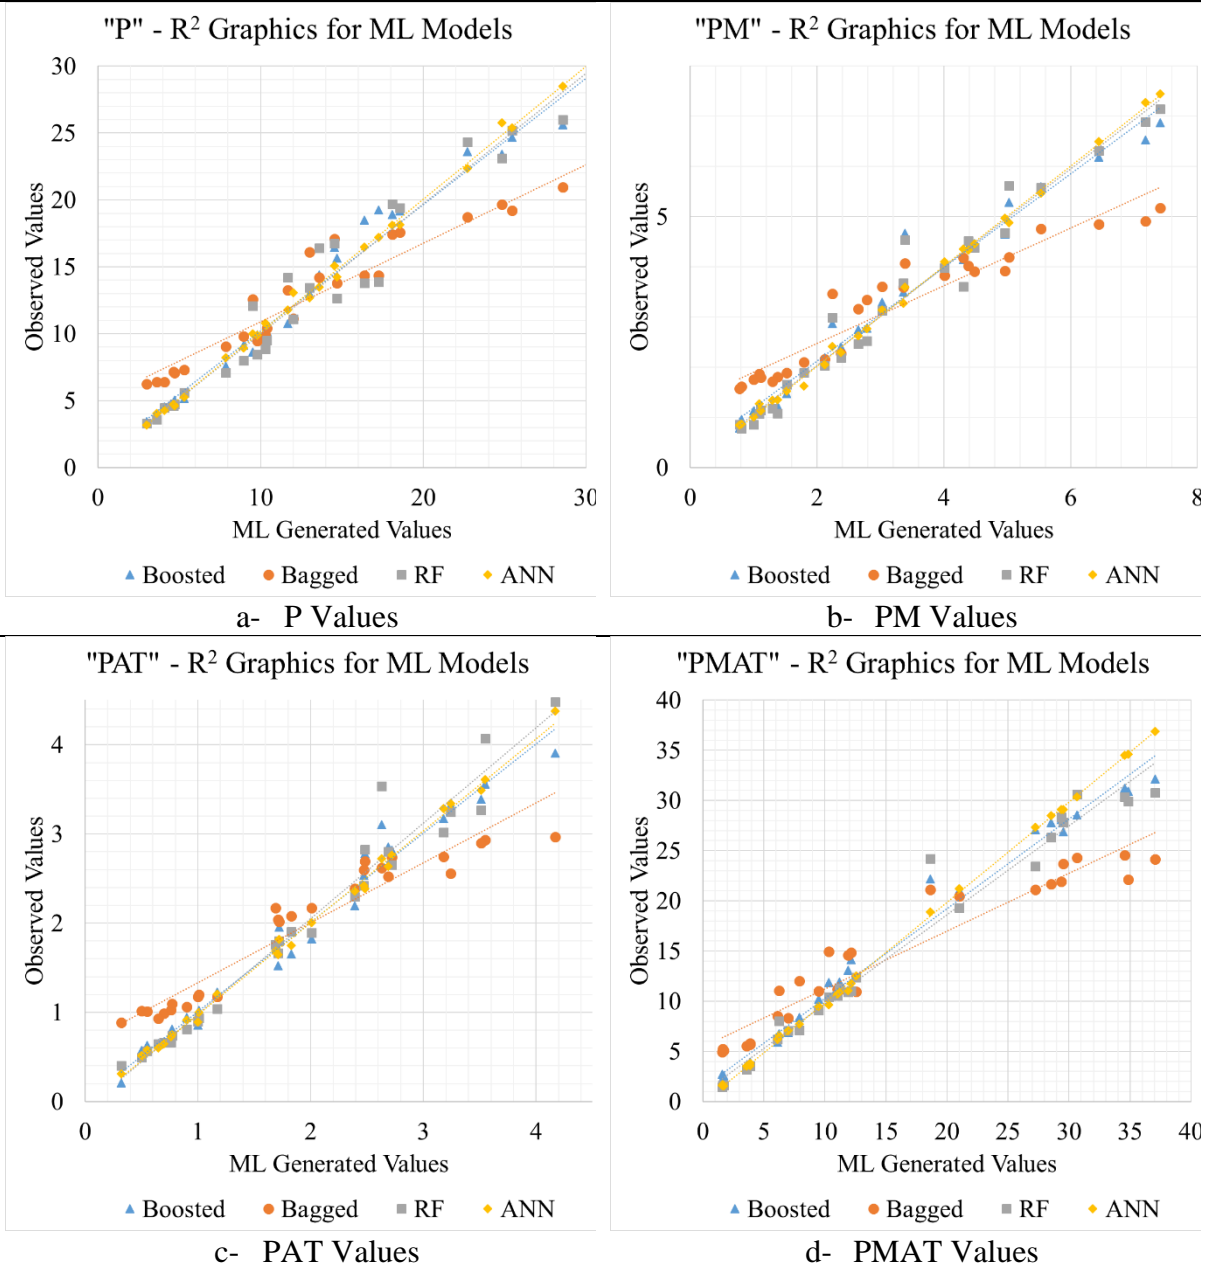 "P" - R² Graphics for ML Models
30
25
20
15
10
5
0
0 10 20 30
Observed Values
ML Generated Values
Boosted Bagged RF ANN
a- P Values
"PM" - R² Graphics for ML Models
5
0
0 2 4 6 8
Observed Values
ML Generated Values
Boosted Bagged RF ANN
b- PM Values
"PAT" - R² Graphics for ML Models
4
3
2
1
0
0 1 2 3 4
Observed Values
ML Generated Values
Boosted Bagged RF ANN
c- PAT Values
"PMAT" - R² Graphics for ML Models
40
35
30
25
20
15
10
5
0
0 5 10 15 20 25 30 35 40
Observed Values
ML Generated Values
Boosted Bagged RF ANN
d- PMAT Values